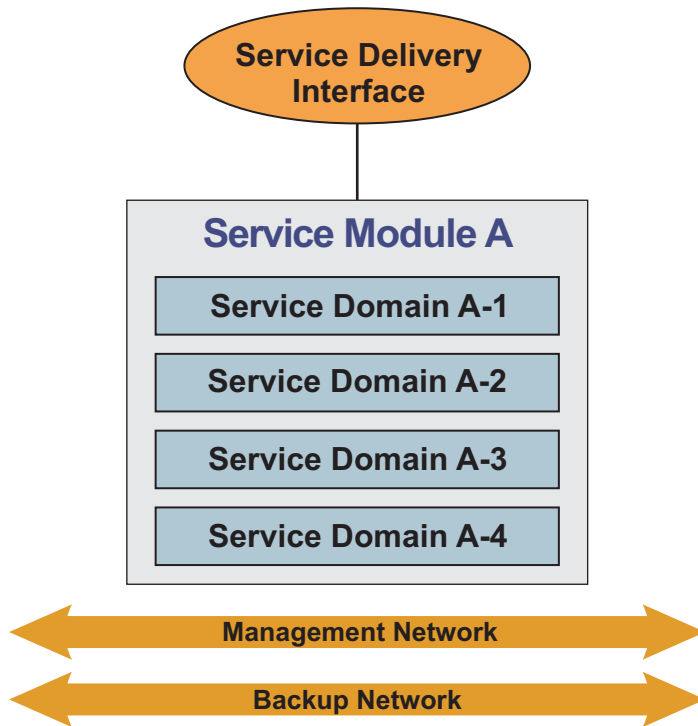 Service Delivery
Interface
Service Module A
Service Domain A-1
Service Domain A-2
Service Domain A-3
Service Domain A-4
Management Network
Backup Network